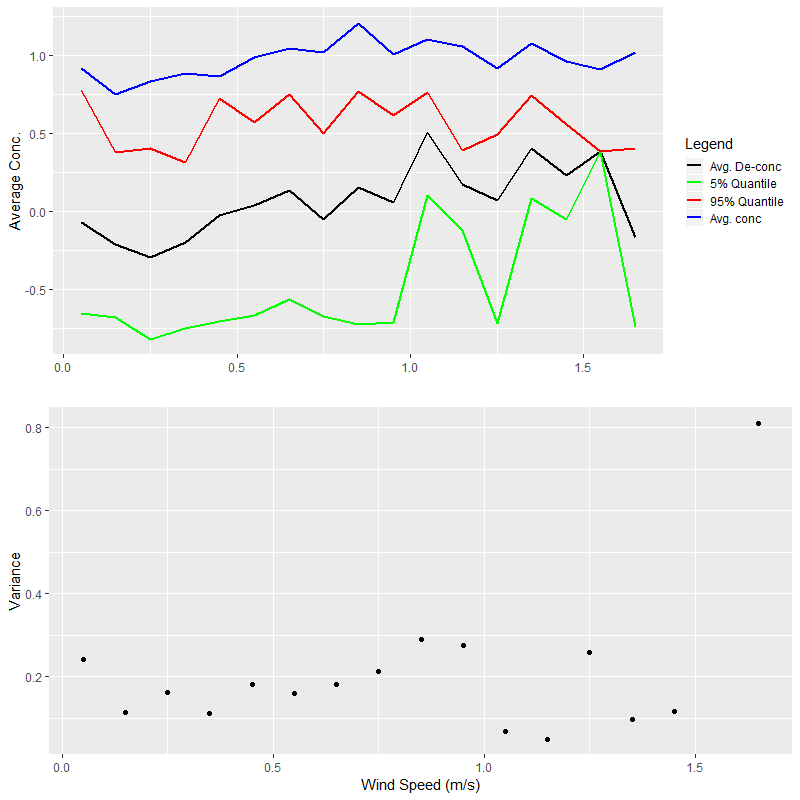 1.0
0.5
0.0
-0.5
Average Conc.
0.0 0.5 1.0 1.5
Legend
Avg. De-conc
5% Quantile
95% Quantile
Avg. conc
0.8
0.6
0.4
0.2
Variance
0.0 0.5 1.0 1.5
Wind Speed (m/s)